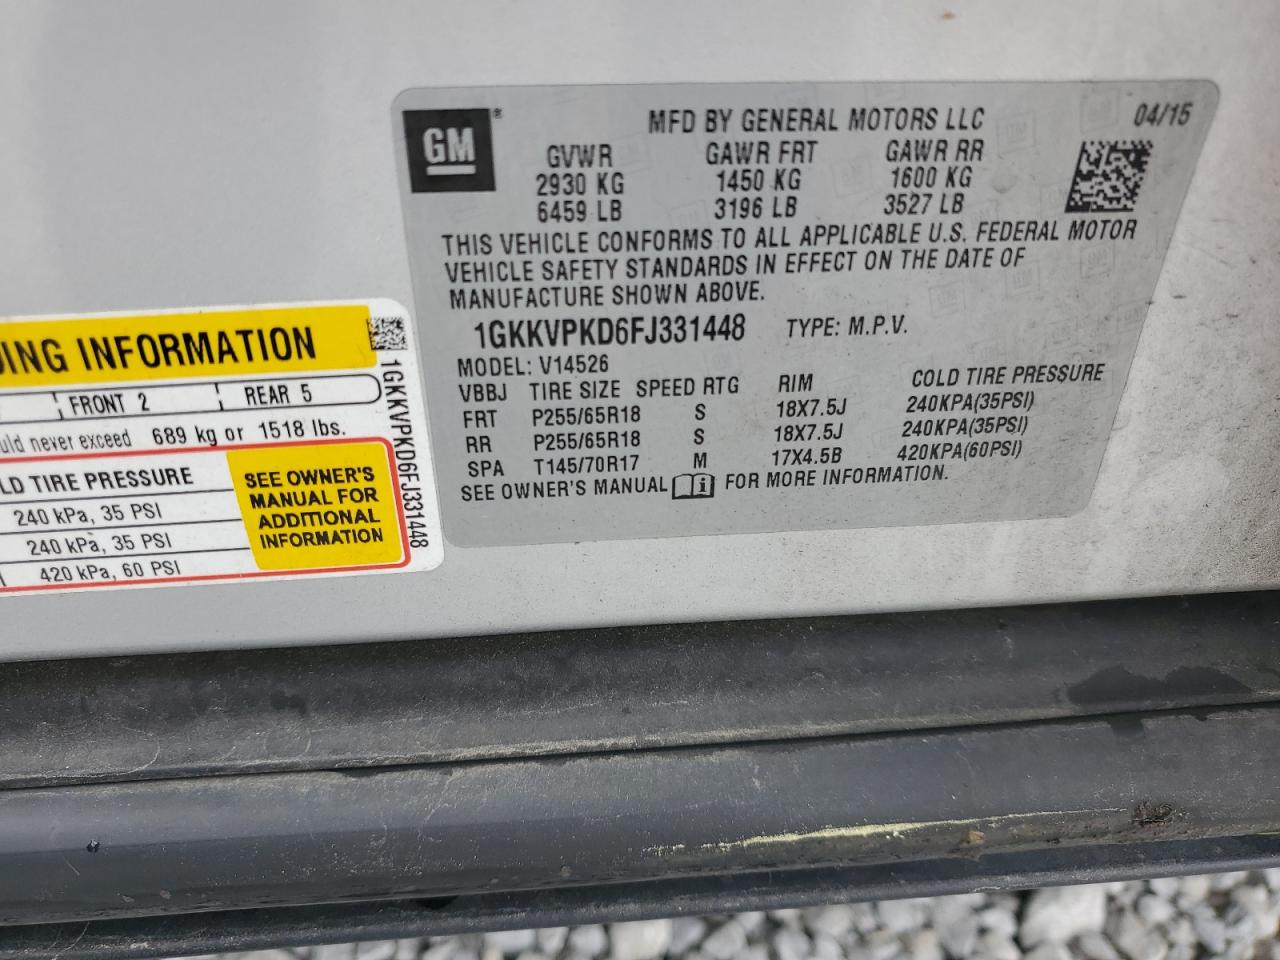 GM
MFD BY GENERAL MOTORS LLC 04/15
GVWR GAWR FRT GAWR RR
2930 KG 1450 KG 1600 KG
6459 LB 3196 LB 3527 LB
THIS VEHICLE CONFORMS TO ALL APPLICABLE U.S. FEDERAL MOTOR
VEHICLE SAFETY STANDARDS IN EFFECT ON THE DATE OF
MANUFACTURE SHOWN ABOVE.
1GKKVPKD6FJ331448 TYPE: M.P.V.
MODEL: V14526
VBBJ TIRE SIZE SPEED RTG RIM COLD TIRE PRESSURE
FRT P255/65R18 S 18X7.5J 240KPA(35PSI)
RR P255/65R18 S 18X7.5J 240KPA(35PSI)
SPA T145/70R17 M 17X4.5B 420KPA(60PSI)
SEE OWNER'S MANUAL FOR MORE INFORMATION.
INFORMATION
FRONT 2 REAR 5
never exceed 689 kg or 1518 lbs.
TIRE PRESSURE
240 kPa, 35 PSI
240 kPa, 35 PSI
420 kPa, 60 PSI
SEE OWNER'S
MANUAL FOR
ADDITIONAL
INFORMATION
1GKKVPKD6FJ331448